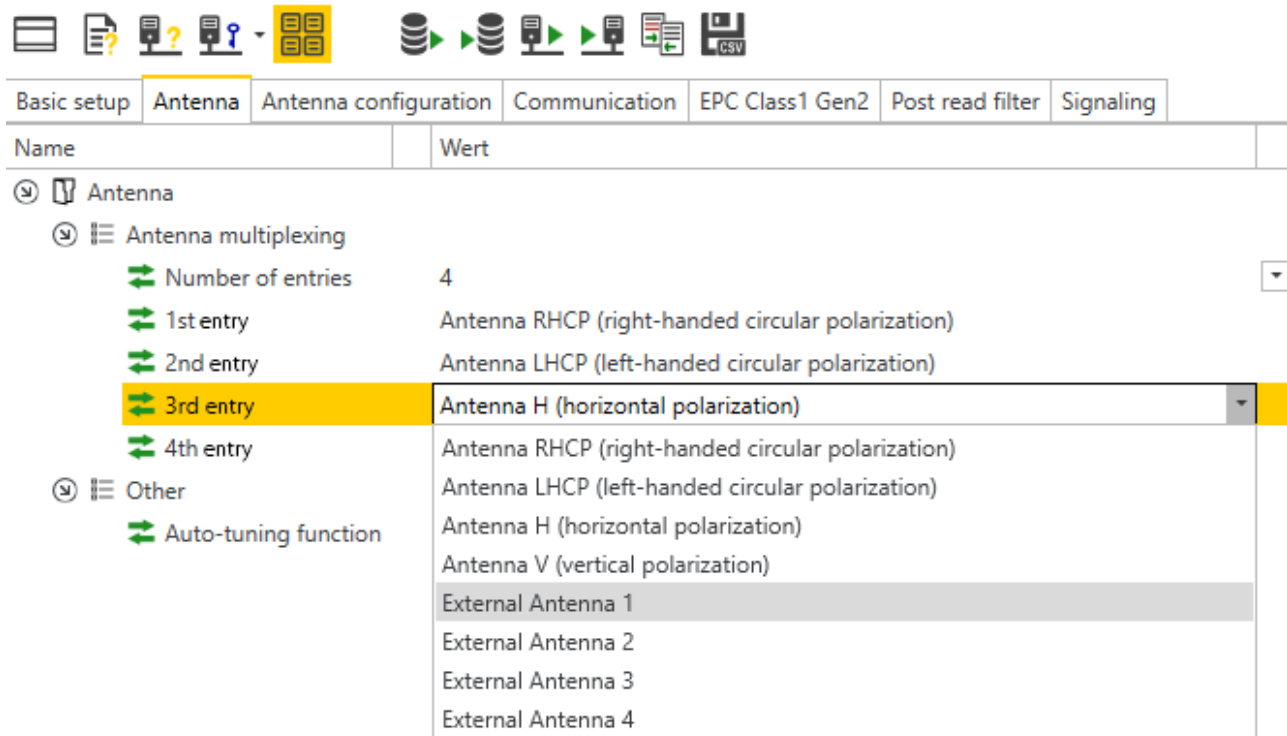 ? ? ? CSV
Basic setup Antenna Antenna configuration Communication EPC Class1 Gen2 Post read filter Signaling
Name Wert
Antenna
Antenna multiplexing
Number of entries 4
1st entry Antenna RHCP (right-handed circular polarization)
2nd entry Antenna LHCP (left-handed circular polarization)
3rd entry Antenna H (horizontal polarization)
4th entry Antenna RHCP (right-handed circular polarization)
Other Antenna LHCP (left-handed circular polarization)
Auto-tuning function Antenna H (horizontal polarization)
Antenna V (vertical polarization)
External Antenna 1
External Antenna 2
External Antenna 3
External Antenna 4